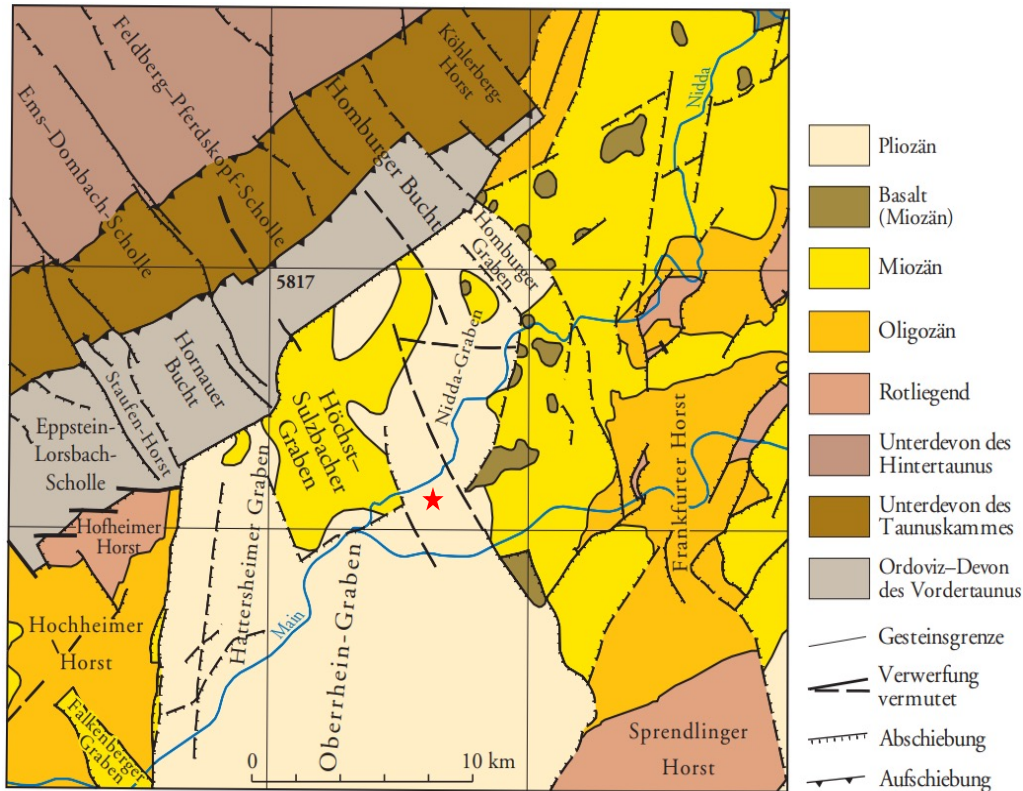 Feldberg–Pferdskopf-Scholle
Ems–Dombach-Scholle
Homburger Bucht
Köhlerberg-
Horst
Nidda
Homburger
Graben
5817
Nidda-Graben
Hornauer
Bucht
Staufen-Horst
Eppstein-
Lorsbach-
Scholle
Höchst–
Sulzbacher
Graben
Hofheimer
Horst
Hattersheimer Graben
Frankfurter Horst
Oberrhein-Graben
Main
Hochheimer
Horst
Falkenberger
Graben
Sprendlinger
Horst
0 10 km
Pliozän
Basalt
(Miozän)
Miozän
Oligozän
Rotliegend
Unterdevon des
Hintertaunus
Unterdevon des
Taunuskammes
Ordoviz–Devon
des Vordertaunus
Gesteinsgrenze
Verwerfung
vermutet
Abschiebung
Aufschiebung